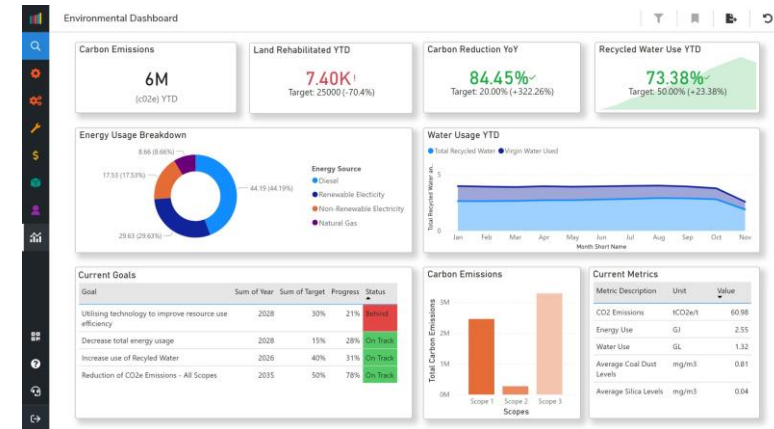 Environmental Dashboard
Carbon Emissions
6M
(c02e) YTD
Land Rehabilitated YTD
7.40K!
Target: 25000 (-70.4%)
Carbon Reduction YoY
84.45%
Target: 20.00% (+322.26%)
Recycled Water Use YTD
73.38%
Target: 50.00% (+23.38%)
Energy Usage Breakdown
8.66 (8.66%)
17.53 (17.53%)
44.19 (44.19%)
29.63 (29.63%)
Energy Source
Diesel
Renewable Electicity
Non-Renewable Electricity
Natural Gas
Water Usage YTD
Total Recycled Water Virgin Water Used
Total Recycled Water an...
5
0
Jan Feb Mar Apr May Jun Jul Aug Sep Oct Nov
Month Short Name
Current Goals
Goal Sum of Year Sum of Target Progress Status
Utilising technology to improve resource use efficiency 2028 30% 21% Behind
Decrease total energy usage 2028 15% 28% On Track
Increase use of Recyled Water 2026 40% 31% On Track
Reduction of CO2e Emissions - All Scopes 2035 50% 78% On Track
Carbon Emissions
Total Carbon Emissions
3M
2M
1M
0M
Scope 1 Scope 2 Scope 3
Scopes
Current Metrics
Metric Description Unit Value
CO2 Emissions tCO2e/t 60.98
Energy Use GJ 2.55
Water Use GL 1.32
Average Coal Dust Levels mg/m3 0.81
Average Silica Levels mg/m3 0.04